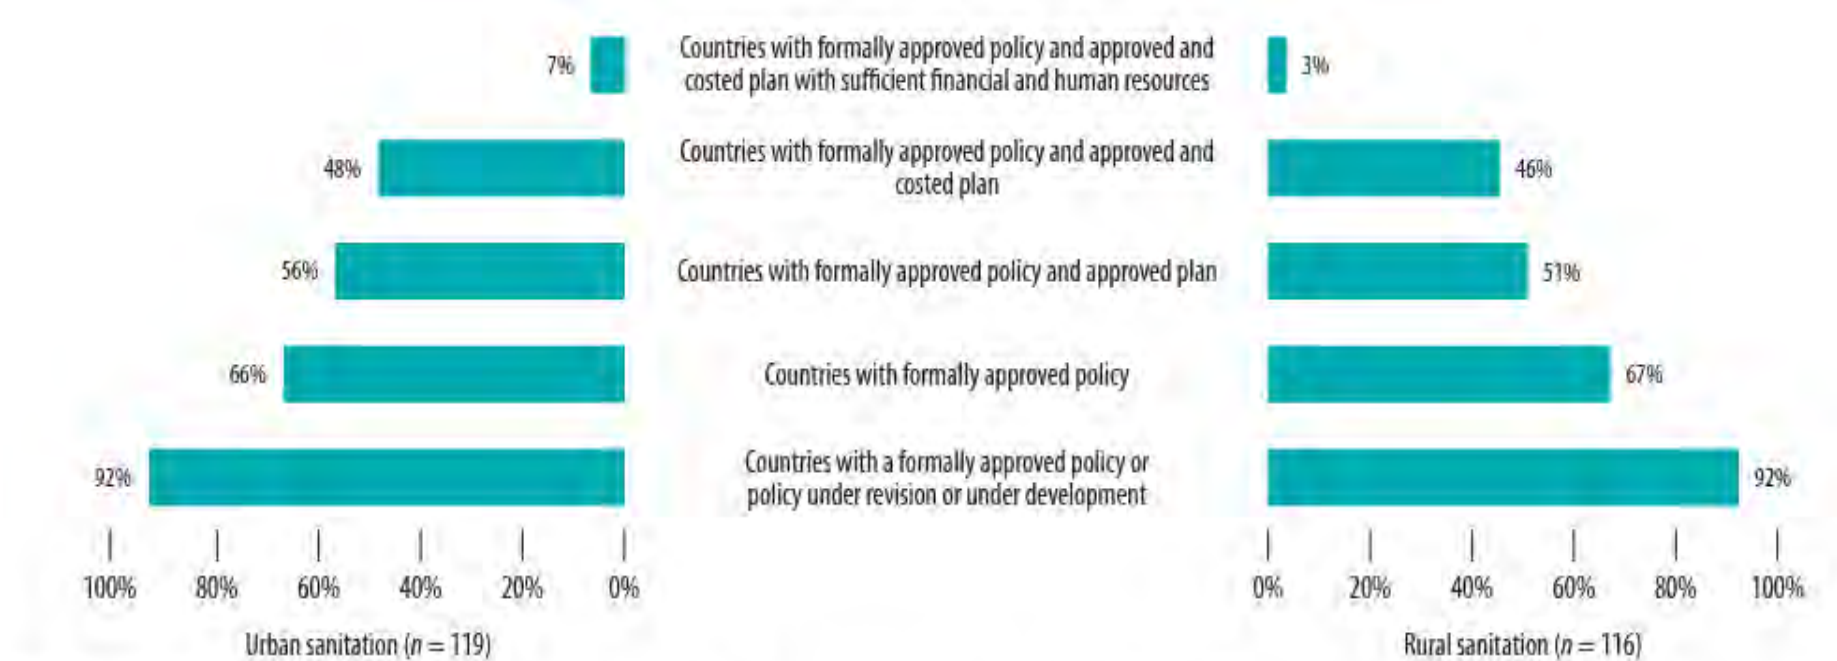 7%
Countries with formally approved policy and approved and
costed plan with sufficient financial and human resources
3%
48%
Countries with formally approved policy and approved and
costed plan
46%
56%
Countries with formally approved policy and approved plan
51%
66%
Countries with formally approved policy
67%
92%
Countries with a formally approved policy or
policy under revision or under development
92%
100% 80% 60% 40% 20% 0%
0% 20% 40% 60% 80% 100%
Urban sanitation (n = 119)
Rural sanitation (n = 116)